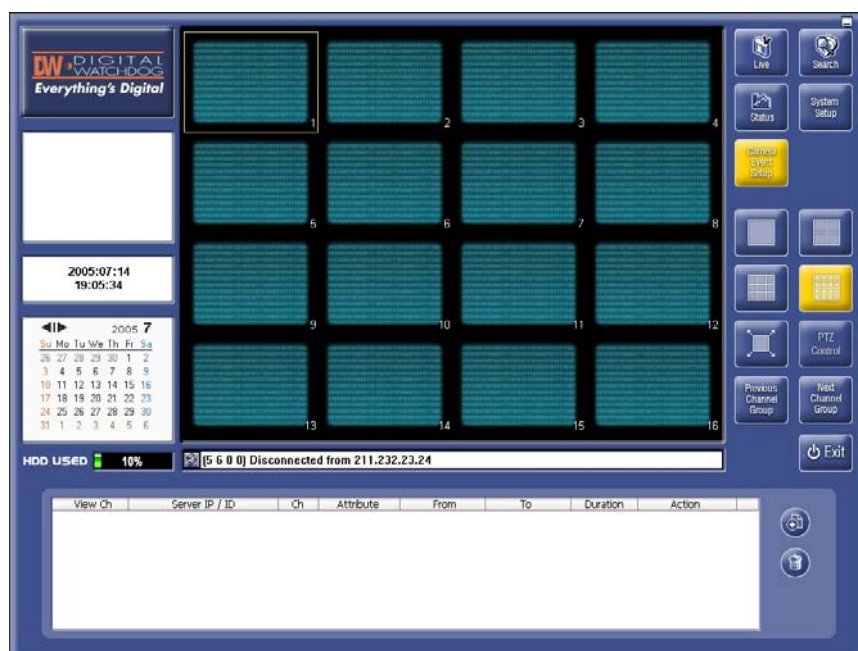 DW DIGITAL
WATCHDOG
Everything's Digital
2005:07:14
19:05:34
2005 7
Su Mo Tu We Th Fr Sa
26 27 28 29 30 1 2
3 4 5 6 7 8 9
10 11 12 13 14 15 16
17 18 19 20 21 22 23
24 25 26 27 28 29 30
31 1 2 3 4 5 6
HDD USED 10%
1 2 3 4
5 6 7 8
9 10 11 12
13 14 15 16
(5 6 0 0) Disconnected from 211.232.23.24
Live
Search
Status
System
Setup
Camera
Event
Setup
PTZ
Control
Previous
Channel
Group
Next
Channel
Group
Exit
View Ch Server IP / ID Ch Attribute From To Duration Action